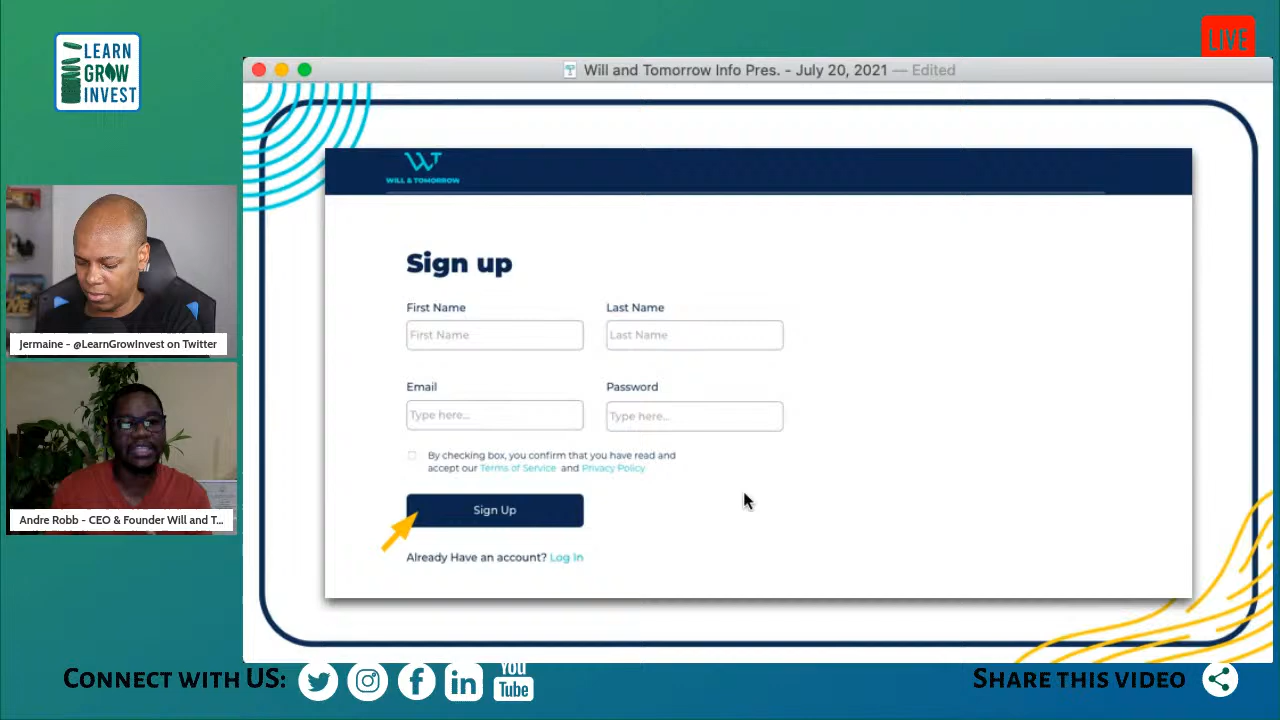 LEARN
GROW
INVEST
LIVE
Will and Tomorrow Info Pres. - July 20, 2021 — Edited
WT
WILL & TOMORROW
Sign up
First Name
Last Name
First Name
Last Name
Email
Password
Type here...
Type here...
By checking box, you confirm that you have read and
accept our Terms of Service and Privacy Policy
Sign Up
Already Have an account? Log In
Jermaine - @LearnGrowInvest on Twitter
Andre Robb - CEO & Founder Will and T...
CONNECT WITH US:
in
You
Tube
SHARE THIS VIDEO